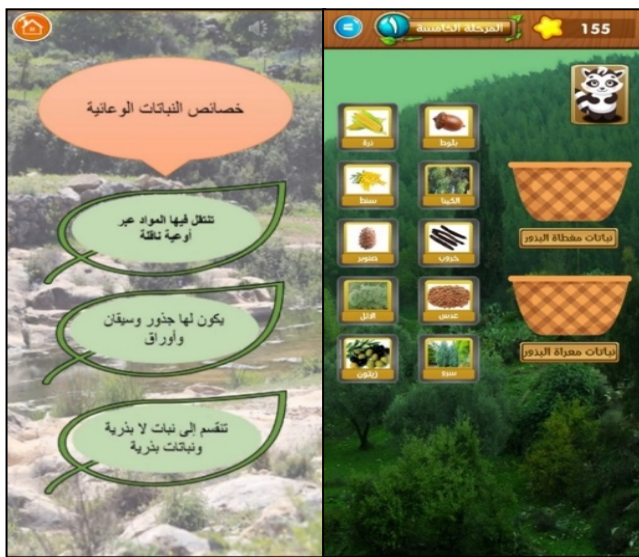 خصائص النباتات الوعائية
تنتقل فيها المواد عبر
أوعية ناقلة
يكون لها جذور وسيقان
وأوراق
تنقسم إلى نبات لا بذرية
ونباتات بذرية
المرحلة الخامسة
155
ذرة
بلوط
سنط
الكينا
صنوبر
خروب
الاثل
عدس
زيتون
سرو
نباتات مغطاة البذور
نباتات معراة البذور